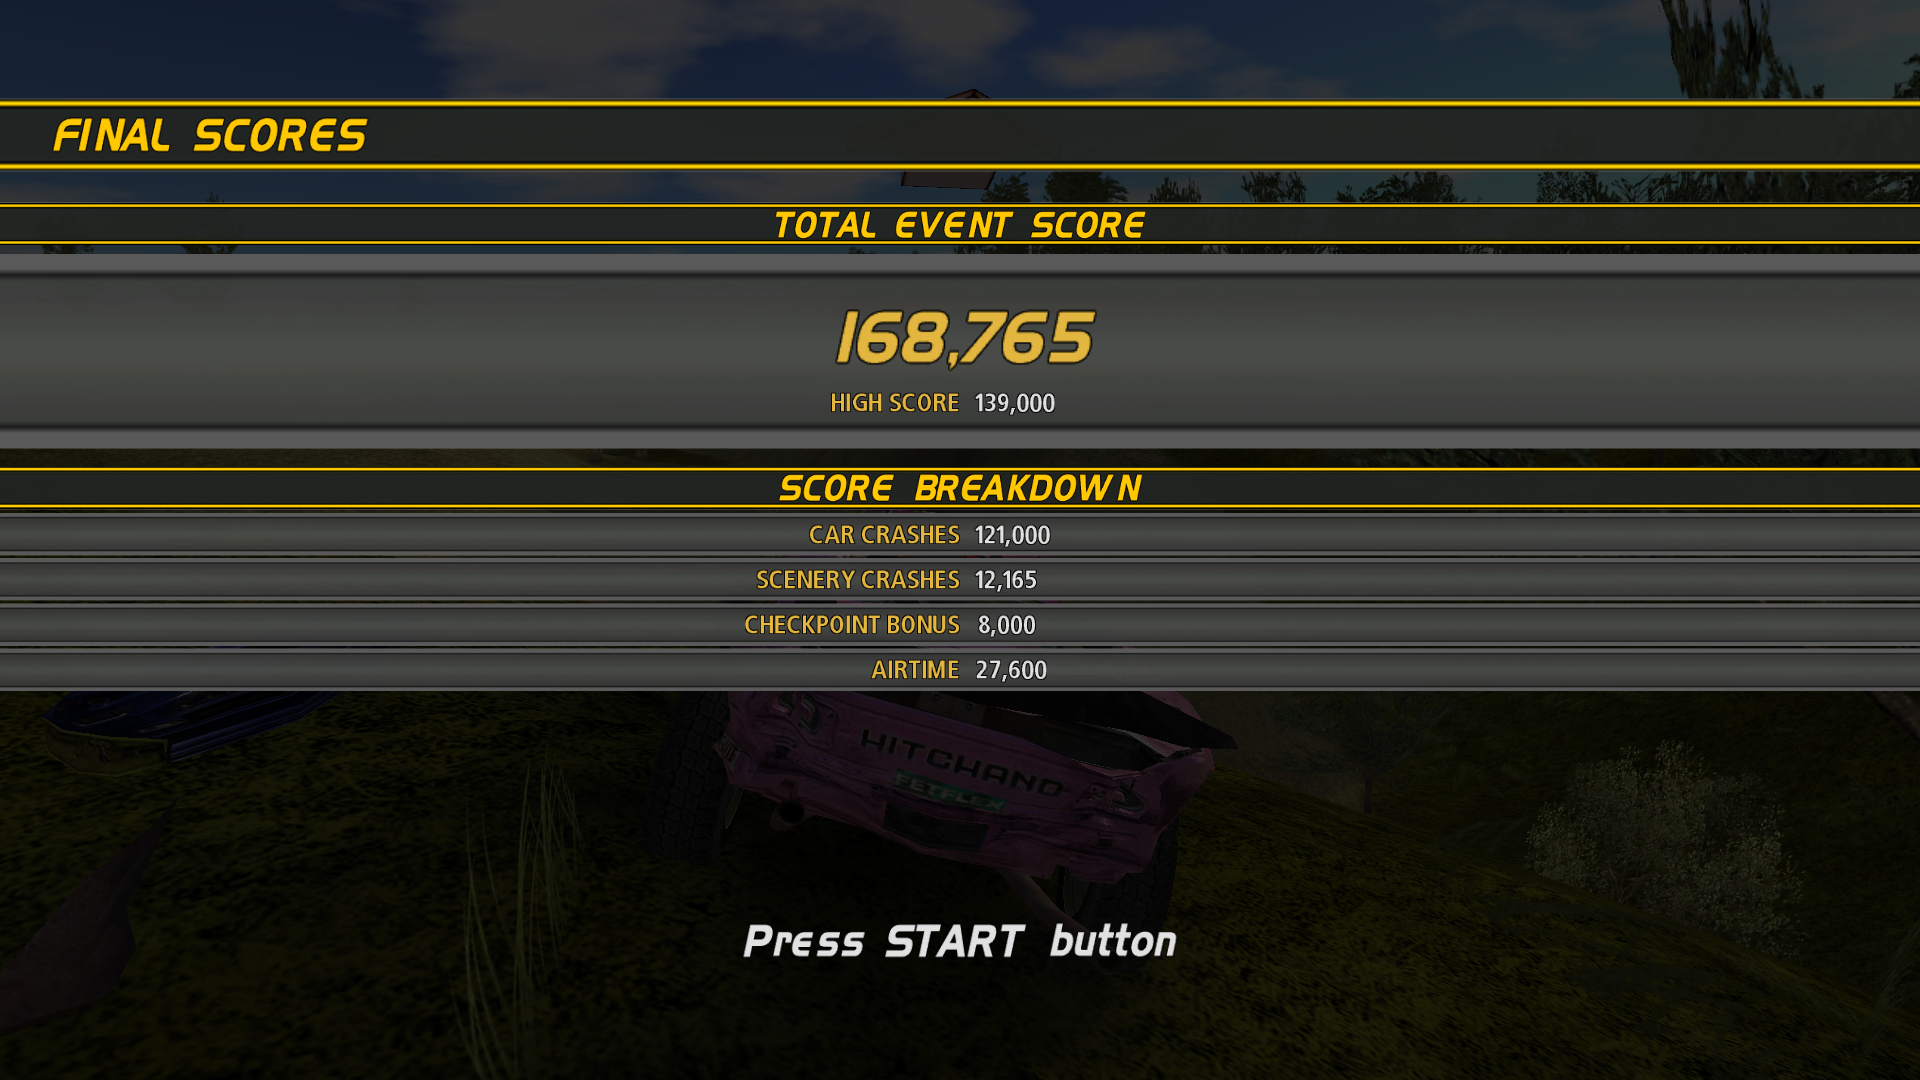 FINAL SCORES
TOTAL EVENT SCORE
168,765
HIGH SCORE 139,000
SCORE BREAKDOWN
CAR CRASHES 121,000
SCENERY CRASHES 12,165
CHECKPOINT BONUS 8,000
AIRTIME 27,600
HITCHANO
Press START button